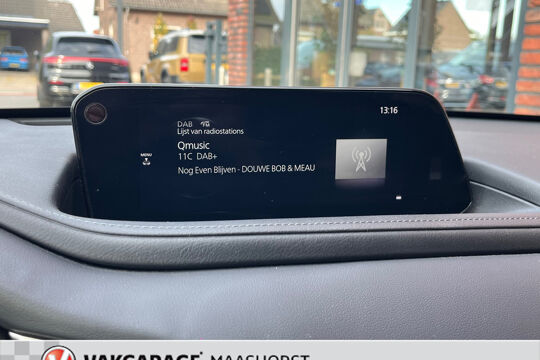 13:16
DAB
Lijst van radiostations
Qmusic
11C DAB+
Nog Even Blijven - DOUWE BOB & MEAU
MENU
VAKGARAGE MAASHORST